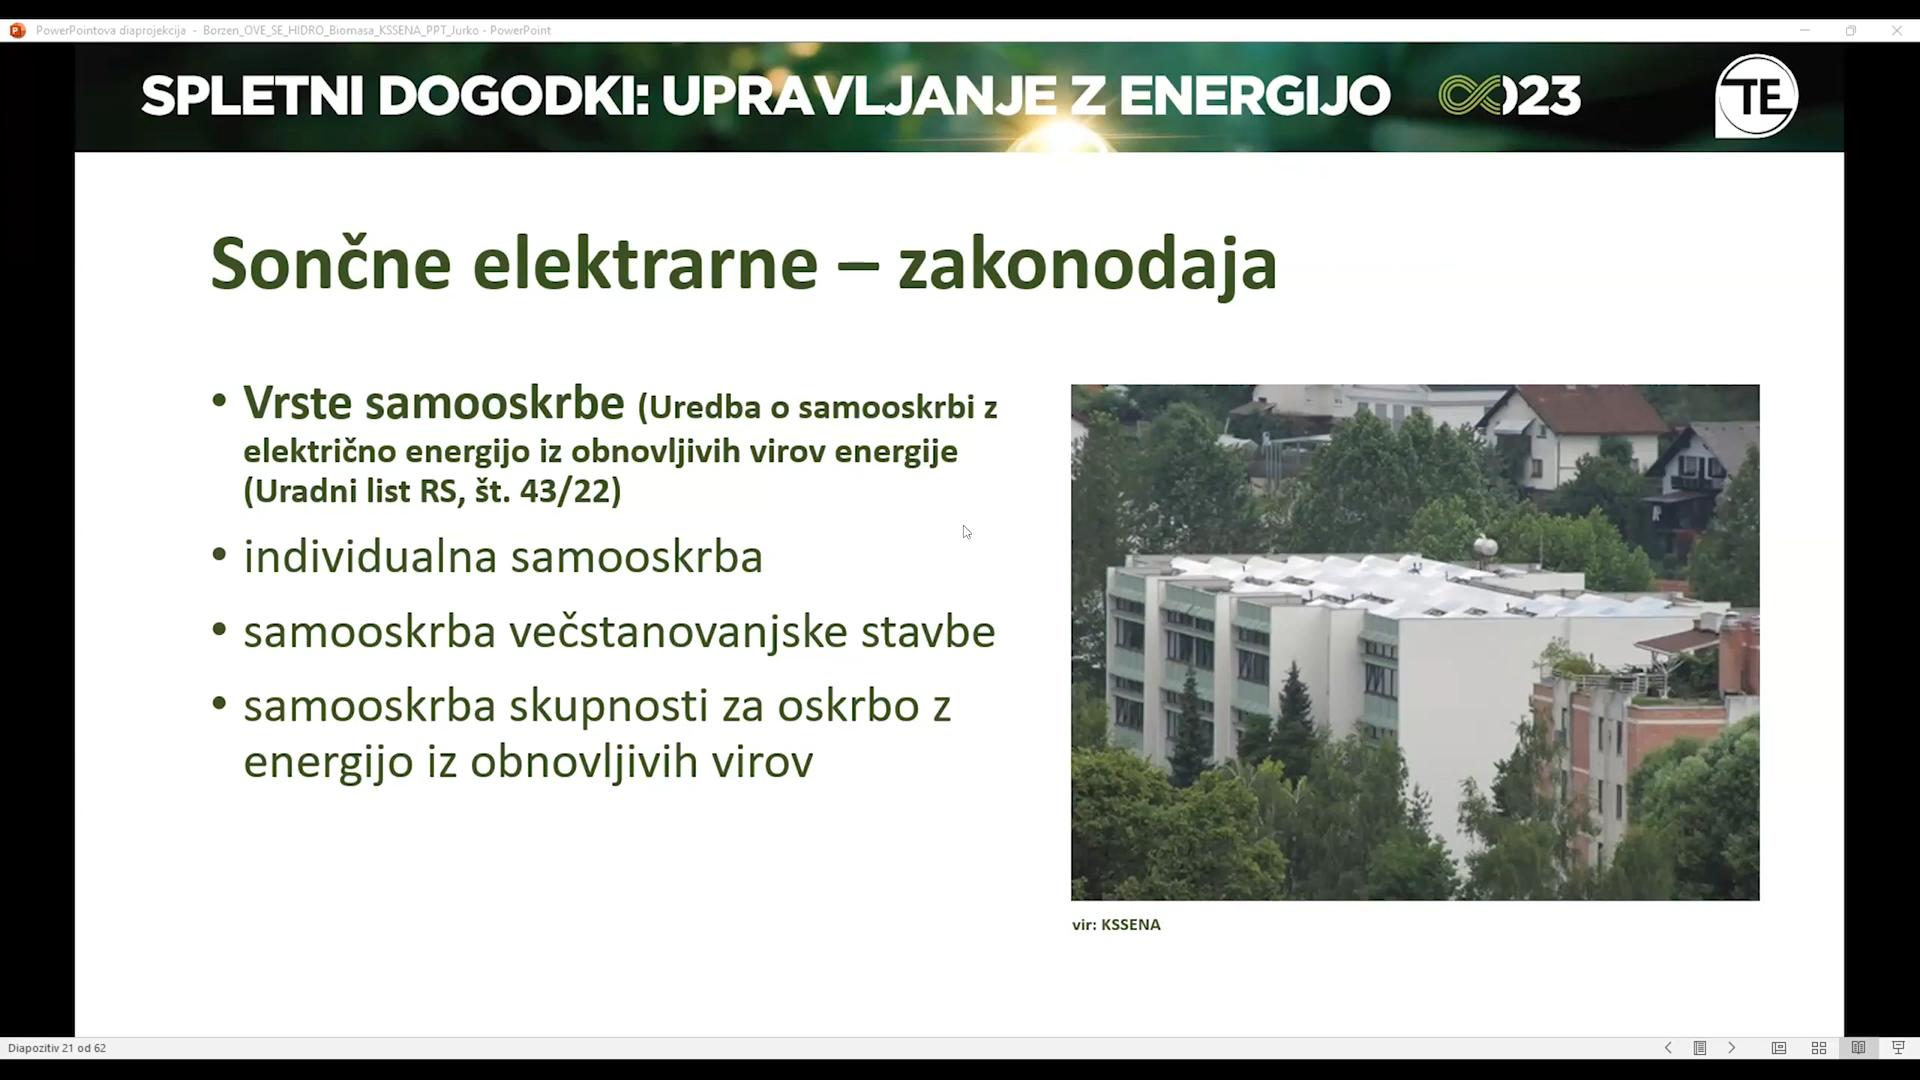 PowerPointova diaprojekcija - Borzen_OVE_SE_HIDRO_Biomasa_KSSENA_PPT_Jurko - PowerPoint
SPLETNI DOGODKI: UPRAVLJANJE Z ENERGIJO
23
TE
Sončne elektrarne – zakonodaja
• Vrste samooskrbe (Uredba o samooskrbi z
električno energijo iz obnovljivih virov energije
(Uradni list RS, št. 43/22)
• individualna samooskrba
• samooskrba večstanovanjske stavbe
• samooskrba skupnosti za oskrbo z
energijo iz obnovljivih virov
vir: KSSENA
Diapozitiv 21 od 62